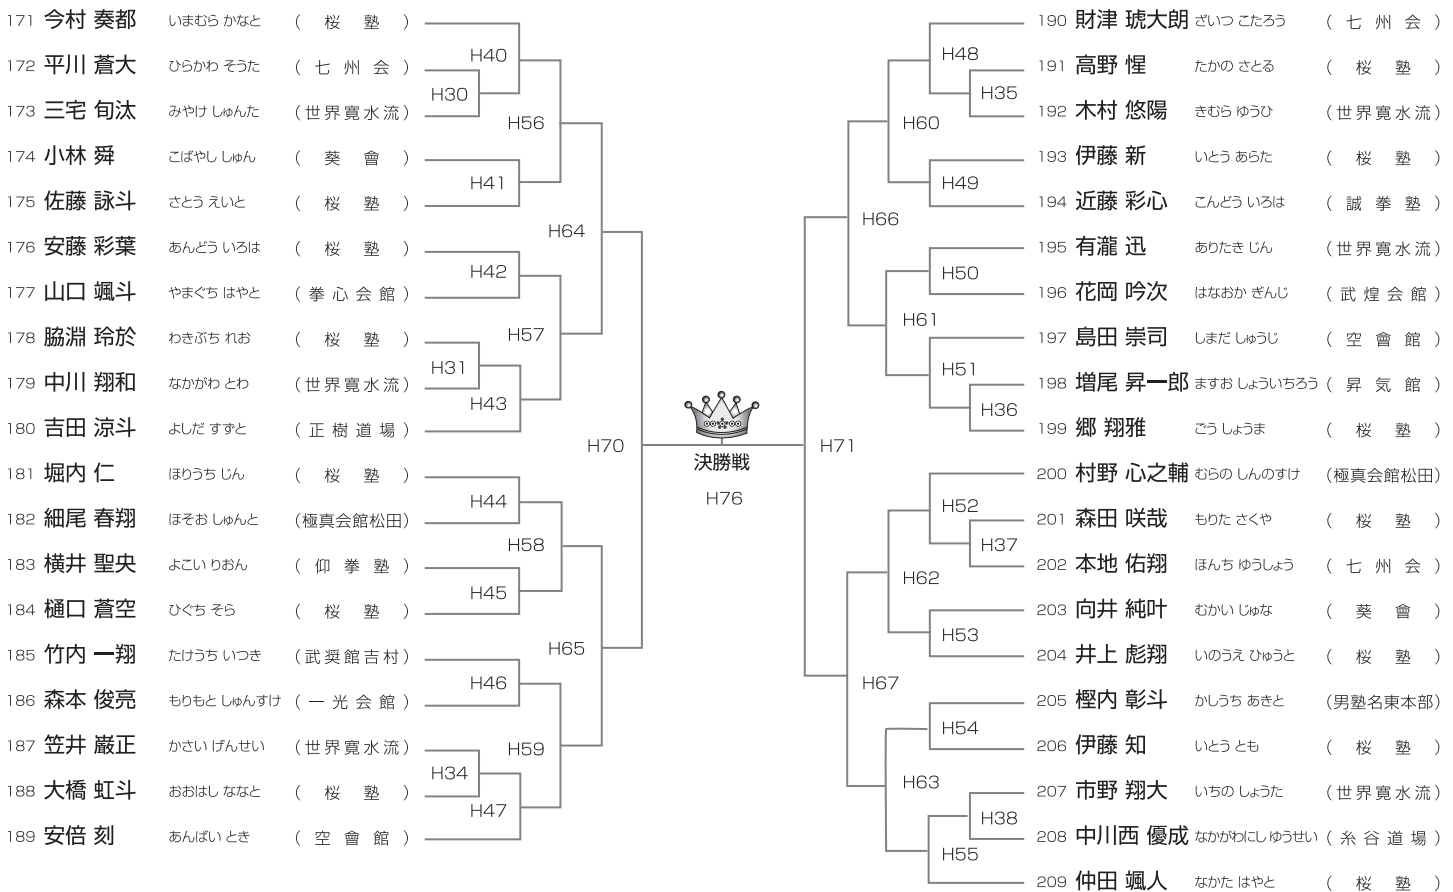 171 今村 奏都 いまむら かなと （ 桜 塾 ）
172 平川 蒼大 ひらかわ そうた （ 七 州 会 ）
173 三宅 旬汰 みやけ しゅんた （ 世界寛水流 ）
174 小林 舜 こばやし しゅん （ 葵 會 ）
175 佐藤 詠斗 さとう えいと （ 桜 塾 ）
176 安藤 彩葉 あんどう いろは （ 桜 塾 ）
177 山口 颯斗 やまぐち はやと （ 拳 心 会 館 ）
178 脇淵 玲於 わきぶち れお （ 桜 塾 ）
179 中川 翔和 なかがわ とわ （ 世界寛水流 ）
180 吉田 涼斗 よしだ すずと （ 正 樹 道 場 ）
181 堀内 仁 ほりうち じん （ 桜 塾 ）
182 細尾 春翔 ほそお しゅんと （極真会館松田）
183 横井 聖央 よこい りおん （ 仰 拳 塾 ）
184 樋口 蒼空 ひぐち そら （ 桜 塾 ）
185 竹内 一翔 たけうち いつき （ 武奨館吉村 ）
186 森本 俊亮 もりもと しゅんすけ （ 一 光 会 館 ）
187 笠井 巌正 かさい げんせい （ 世界寛水流 ）
188 大橋 虹斗 おおはし ななと （ 桜 塾 ）
189 安倍 刻 あんばい とき （ 空 會 館 ）
H40
H30
H56
H41
H64
H42
H57
H31
H43
H70
H44
H58
H45
H65
H46
H59
H34
H47
決勝戦
H76
H48
H35
H60
H49
H66
H50
H61
H51
H36
H71
H52
H37
H62
H53
H67
H54
H63
H38
H55
190 財津 琥大朗 ざいつ こたろう （ 七 州 会 ）
191 高野 惺 たかの さとる （ 桜 塾 ）
192 木村 悠陽 きむら ゆうひ （ 世界寛水流 ）
193 伊藤 新 いとう あらた （ 桜 塾 ）
194 近藤 彩心 こんどう いろは （ 誠 拳 塾 ）
195 有瀧 迅 ありたき じん （ 世界寛水流 ）
196 花岡 吟次 はなおか ぎんじ （ 武 煌 会 館 ）
197 島田 崇司 しまだ しゅうじ （ 空 會 館 ）
198 増尾 昇一郎 ますお しょういちろう （ 昇 気 館 ）
199 郷 翔雅 ごう しょうま （ 桜 塾 ）
200 村野 心之輔 むらの しんのすけ （極真会館松田）
201 森田 咲哉 もりた さくや （ 桜 塾 ）
202 本地 佑翔 ほんち ゆうしょう （ 七 州 会 ）
203 向井 純叶 むかい じゅな （ 葵 會 ）
204 井上 彪翔 いのうえ ひゅうと （ 桜 塾 ）
205 樫内 彰斗 かしうち あきと （男塾名東本部）
206 伊藤 知 いとう とも （ 桜 塾 ）
207 市野 翔大 いちの しょうた （ 世界寛水流 ）
208 中川西 優成 なかがわにし ゆうせい （ 糸 谷 道 場 ）
209 仲田 颯人 なかた はやと （ 桜 塾 ）